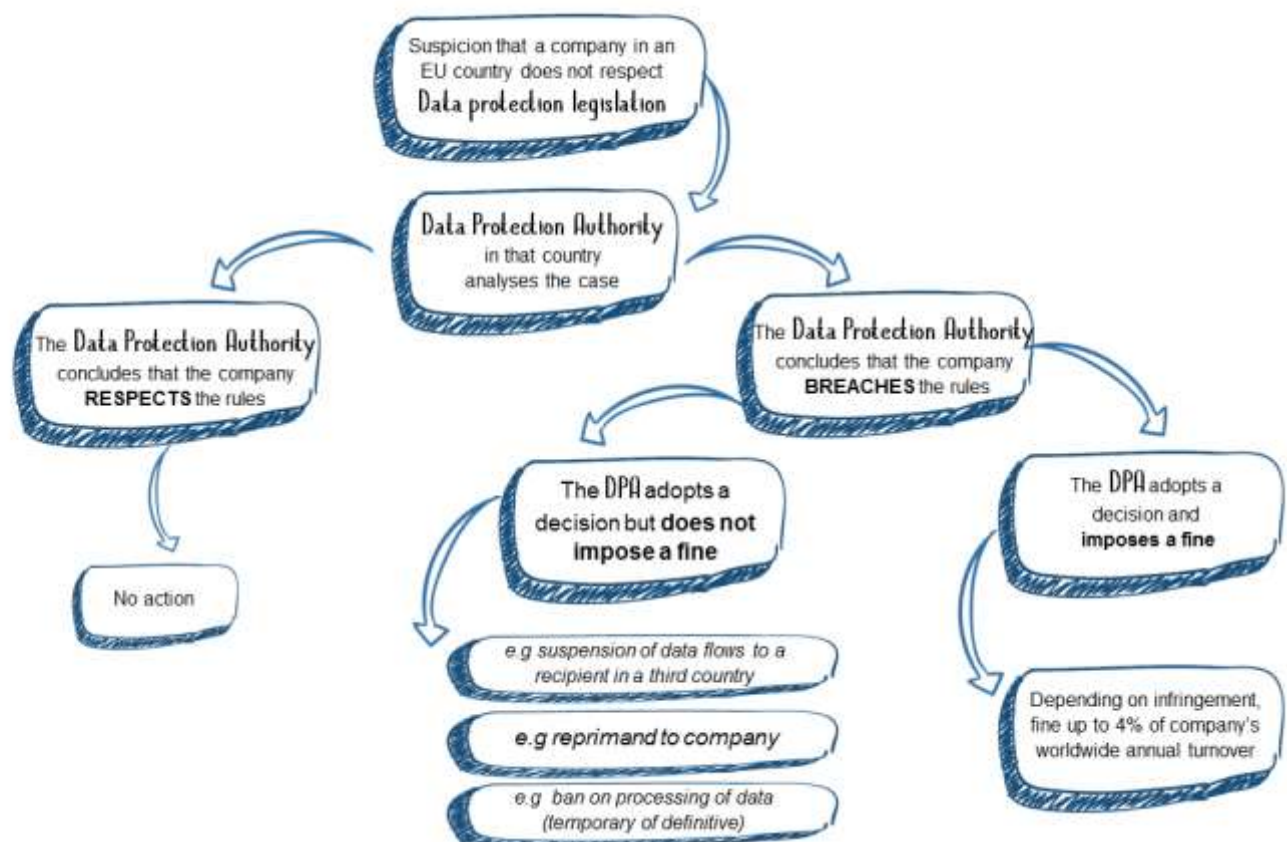 Suspicion that a company in an
EU country does not respect
Data protection legislation
Data Protection Authority
in that country
analyses the case
The Data Protection Authority
concludes that the company
RESPECTS the rules
No action
The Data Protection Authority
concludes that the company
BREACHES the rules
The DPA adopts a
decision but does not
impose a fine
e.g suspension of data flows to a
recipient in a third country
e.g reprimand to company
e.g ban on processing of data
(temporary of definitive)
The DPA adopts a
decision and
imposes a fine
Depending on infringement,
fine up to 4% of company's
worldwide annual turnover